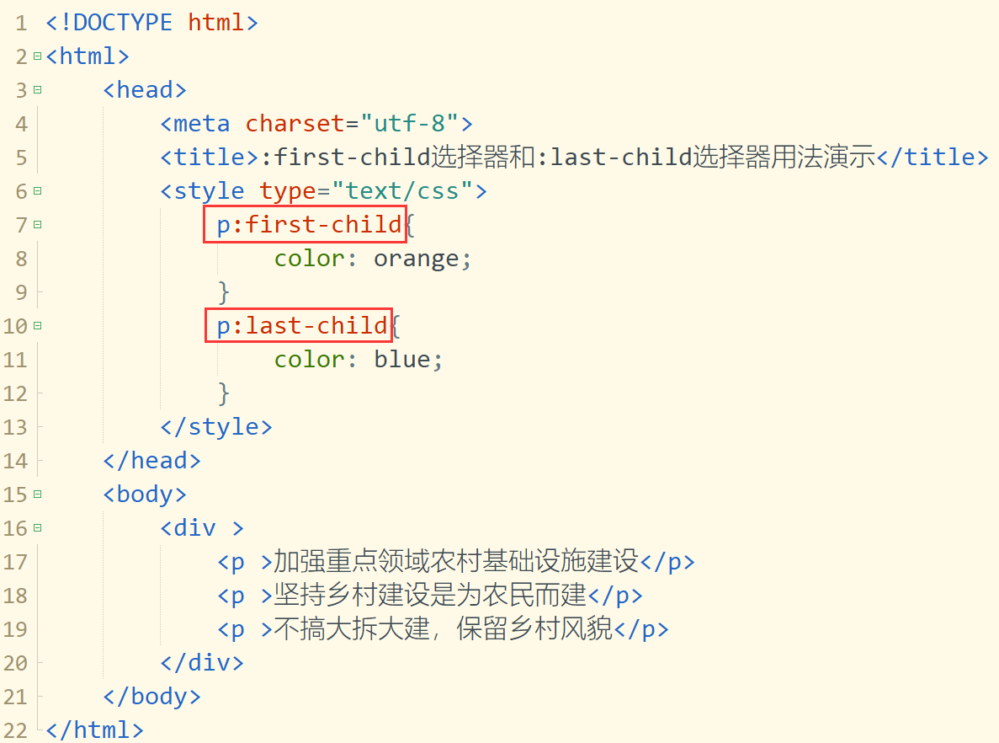 1 <!DOCTYPE html>
2 <html>
3 <head>
4 <meta charset="utf-8">
5 <title>:first-child选择器和:last-child选择器用法演示</title>
6 <style type="text/css">
7 p:first-child{
8 color: orange;
9 }
10 p:last-child{
11 color: blue;
12 }
13 </style>
14 </head>
15 <body>
16 <div >
17 <p >加强重点领域农村基础设施建设</p>
18 <p >坚持乡村建设是为农民而建</p>
19 <p >不搞大拆大建，保留乡村风貌</p>
20 </div>
21 </body>
22 </html>